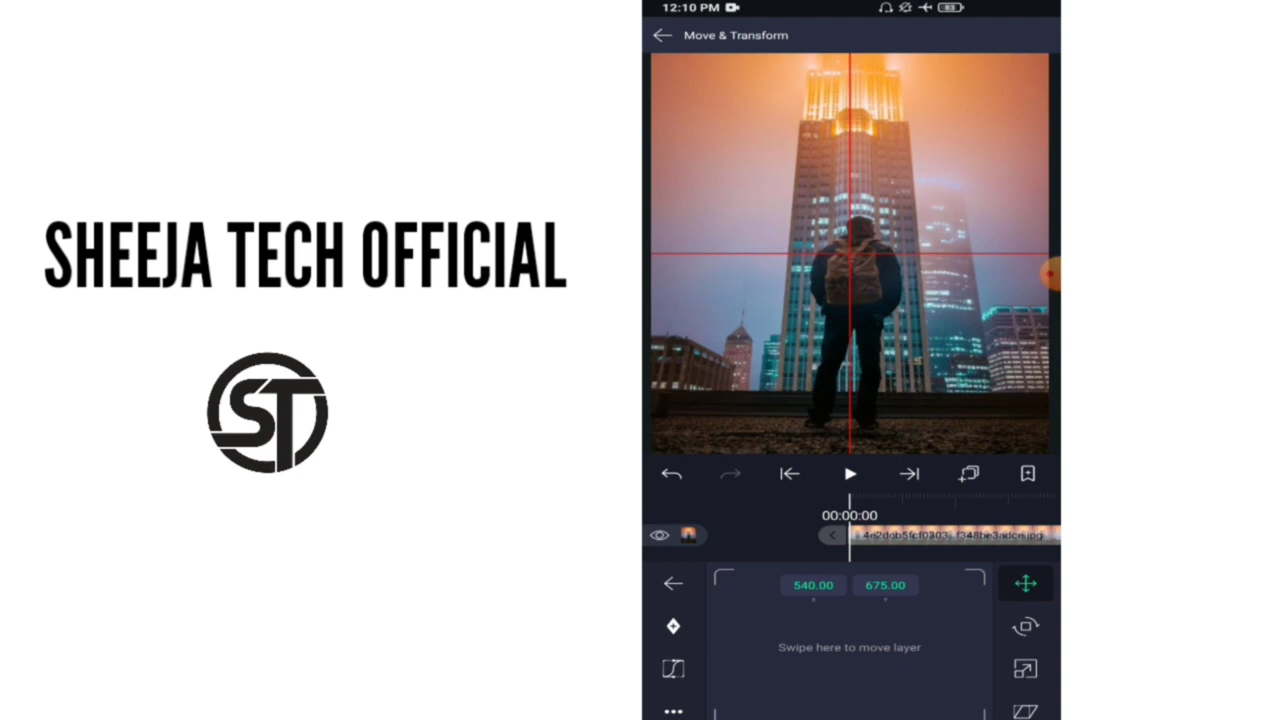 12:10 PM
83
Move & Transform
SHEEJA TECH OFFICIAL
ST
00:00:00
540.00 675.00
X Y
Swipe here to move layer